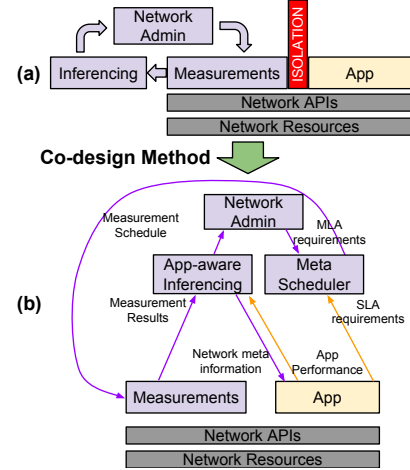 Network
Admin
ISOLATION
(a)
Inferencing
Measurements
App
Network APIs
Network Resources
Co-design Method
Measurement
Schedule
Network
Admin
MLA
requirements
App-aware
Inferencing
Meta
Scheduler
(b)
Measurement
Results
SLA
requirements
Network meta
information
App
Performance
Measurements
App
Network APIs
Network Resources